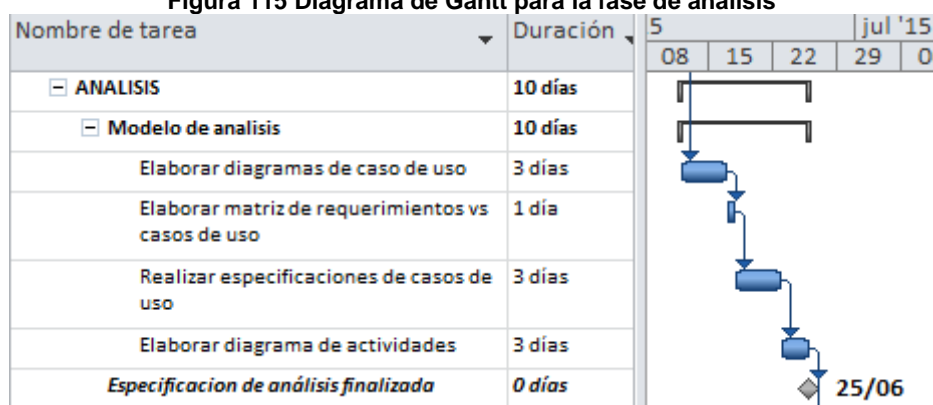 Figura 115 Diagrama de Gantt para la fase de análisis
Nombre de tarea Duración 5 jul '15
08 15 22 29 0
ANALISIS 10 días
Modelo de analisis 10 días
Elaborar diagramas de caso de uso 3 días
Elaborar matriz de requerimientos vs 1 día
casos de uso
Realizar especificaciones de casos de 3 días
uso
Elaborar diagrama de actividades 3 días
Especificacion de análisis finalizada 0 días 25/06